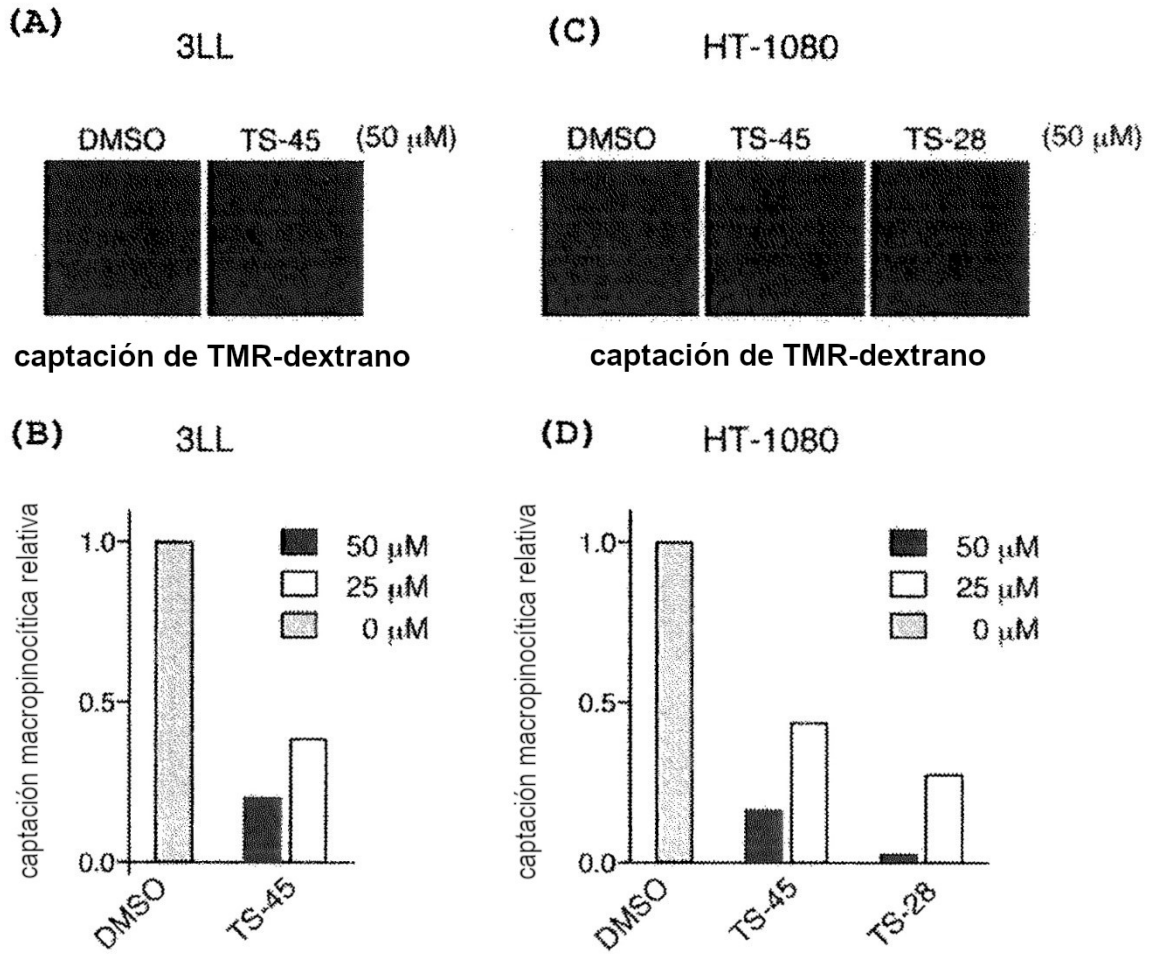 (A)
3LL
DMSO TS-45 (50 μM)
captación de TMR-dextrano
(C)
HT-1080
DMSO TS-45 TS-28 (50 μM)
captación de TMR-dextrano
(B)
3LL
captación macropinocítica relativa
1.0
0.5
0.0
50 μM
25 μM
0 μM
DMSO
TS-45
(D)
HT-1080
captación macropinocítica relativa
1.0
0.5
0.0
50 μM
25 μM
0 μM
DMSO
TS-45
TS-28